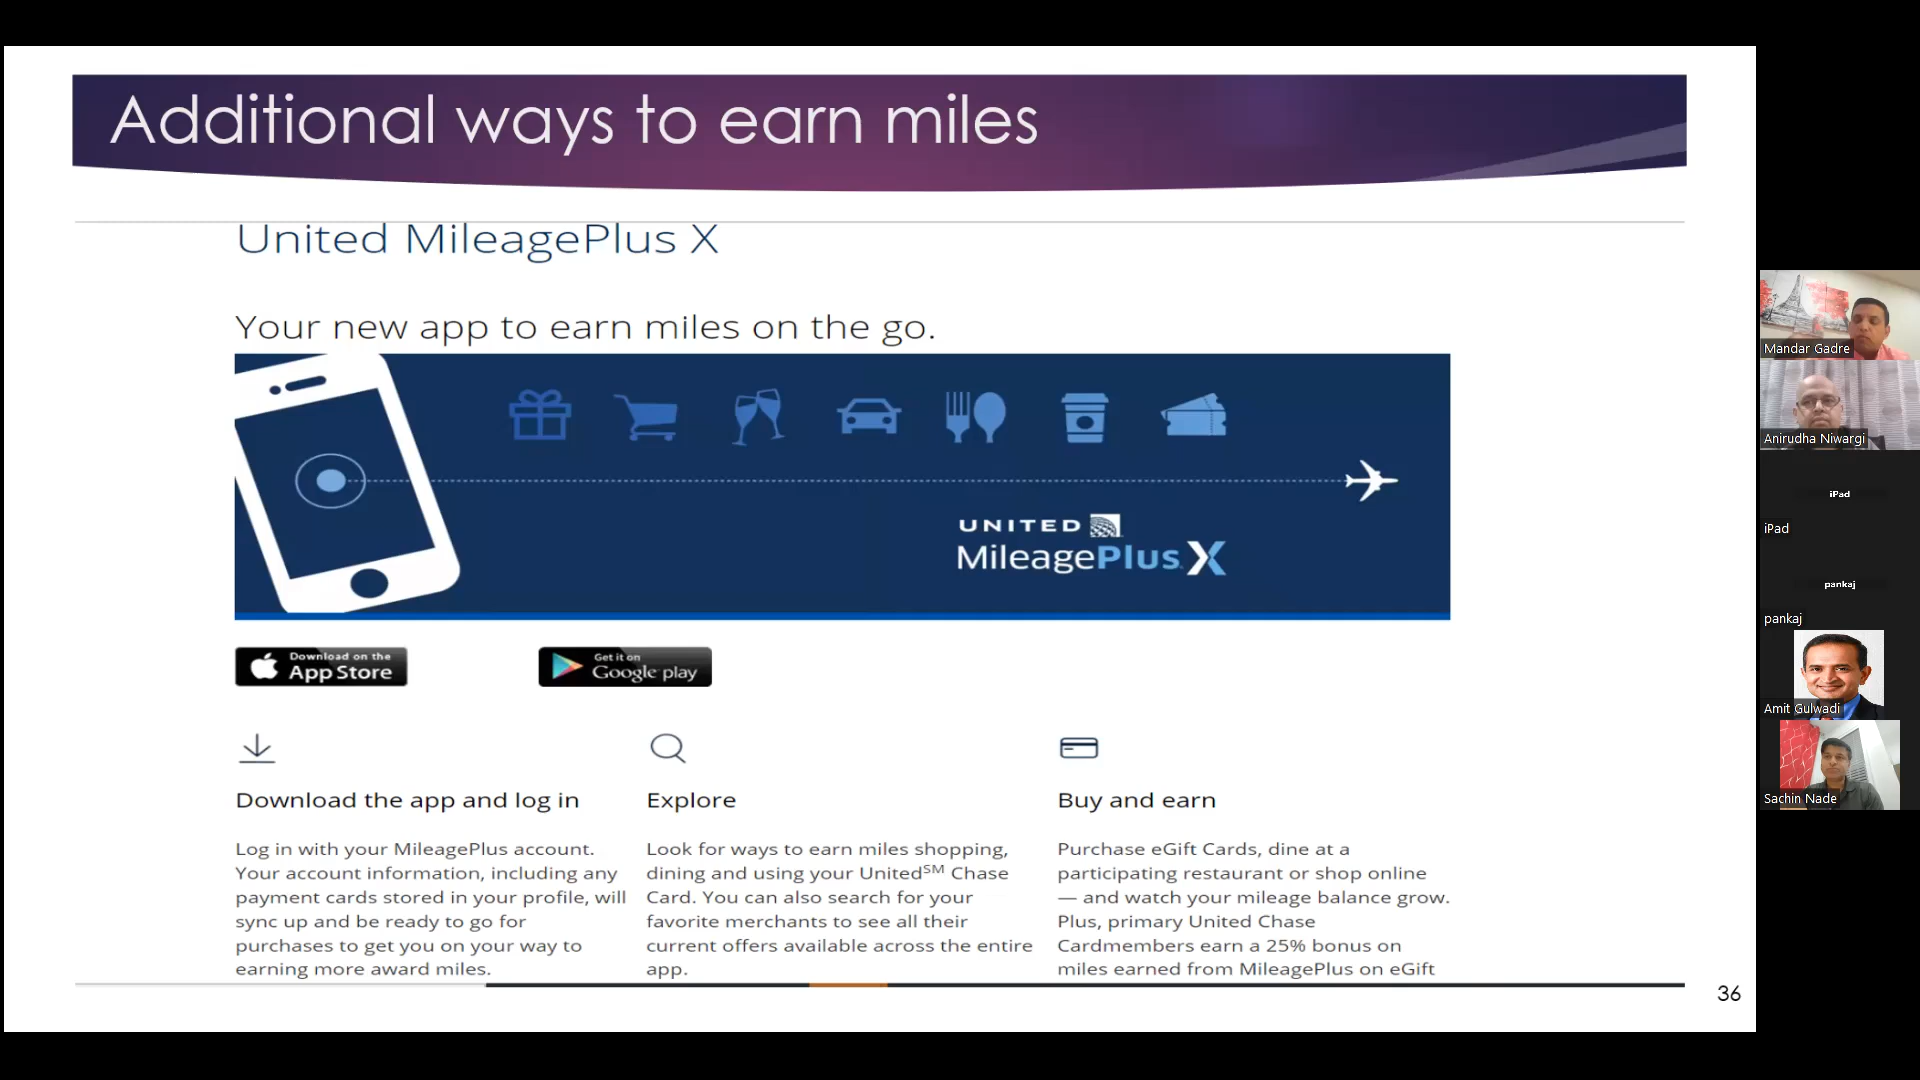 Additional ways to earn miles
United MileagePlus X
Your new app to earn miles on the go.
UNITED
MileagePlus X
Download on the
App Store
Get it on
Google play
Download the app and log in
Log in with your MileagePlus account.
Your account information, including any
payment cards stored in your profile, will
sync up and be ready to go for
purchases to get you on your way to
earning more award miles.
Explore
Look for ways to earn miles shopping,
dining and using your United℠ Chase
Card. You can also search for your
favorite merchants to see all their
current offers available across the entire
app.
Buy and earn
Purchase eGift Cards, dine at a
participating restaurant or shop online
— and watch your mileage balance grow.
Plus, primary United Chase
Cardmembers earn a 25% bonus on
miles earned from MileagePlus on eGift
36
Mandar Gadre
Anirudha Niwargi
iPad
iPad
pankaj
pankaj
Amit Gulwadi
Sachin Nade